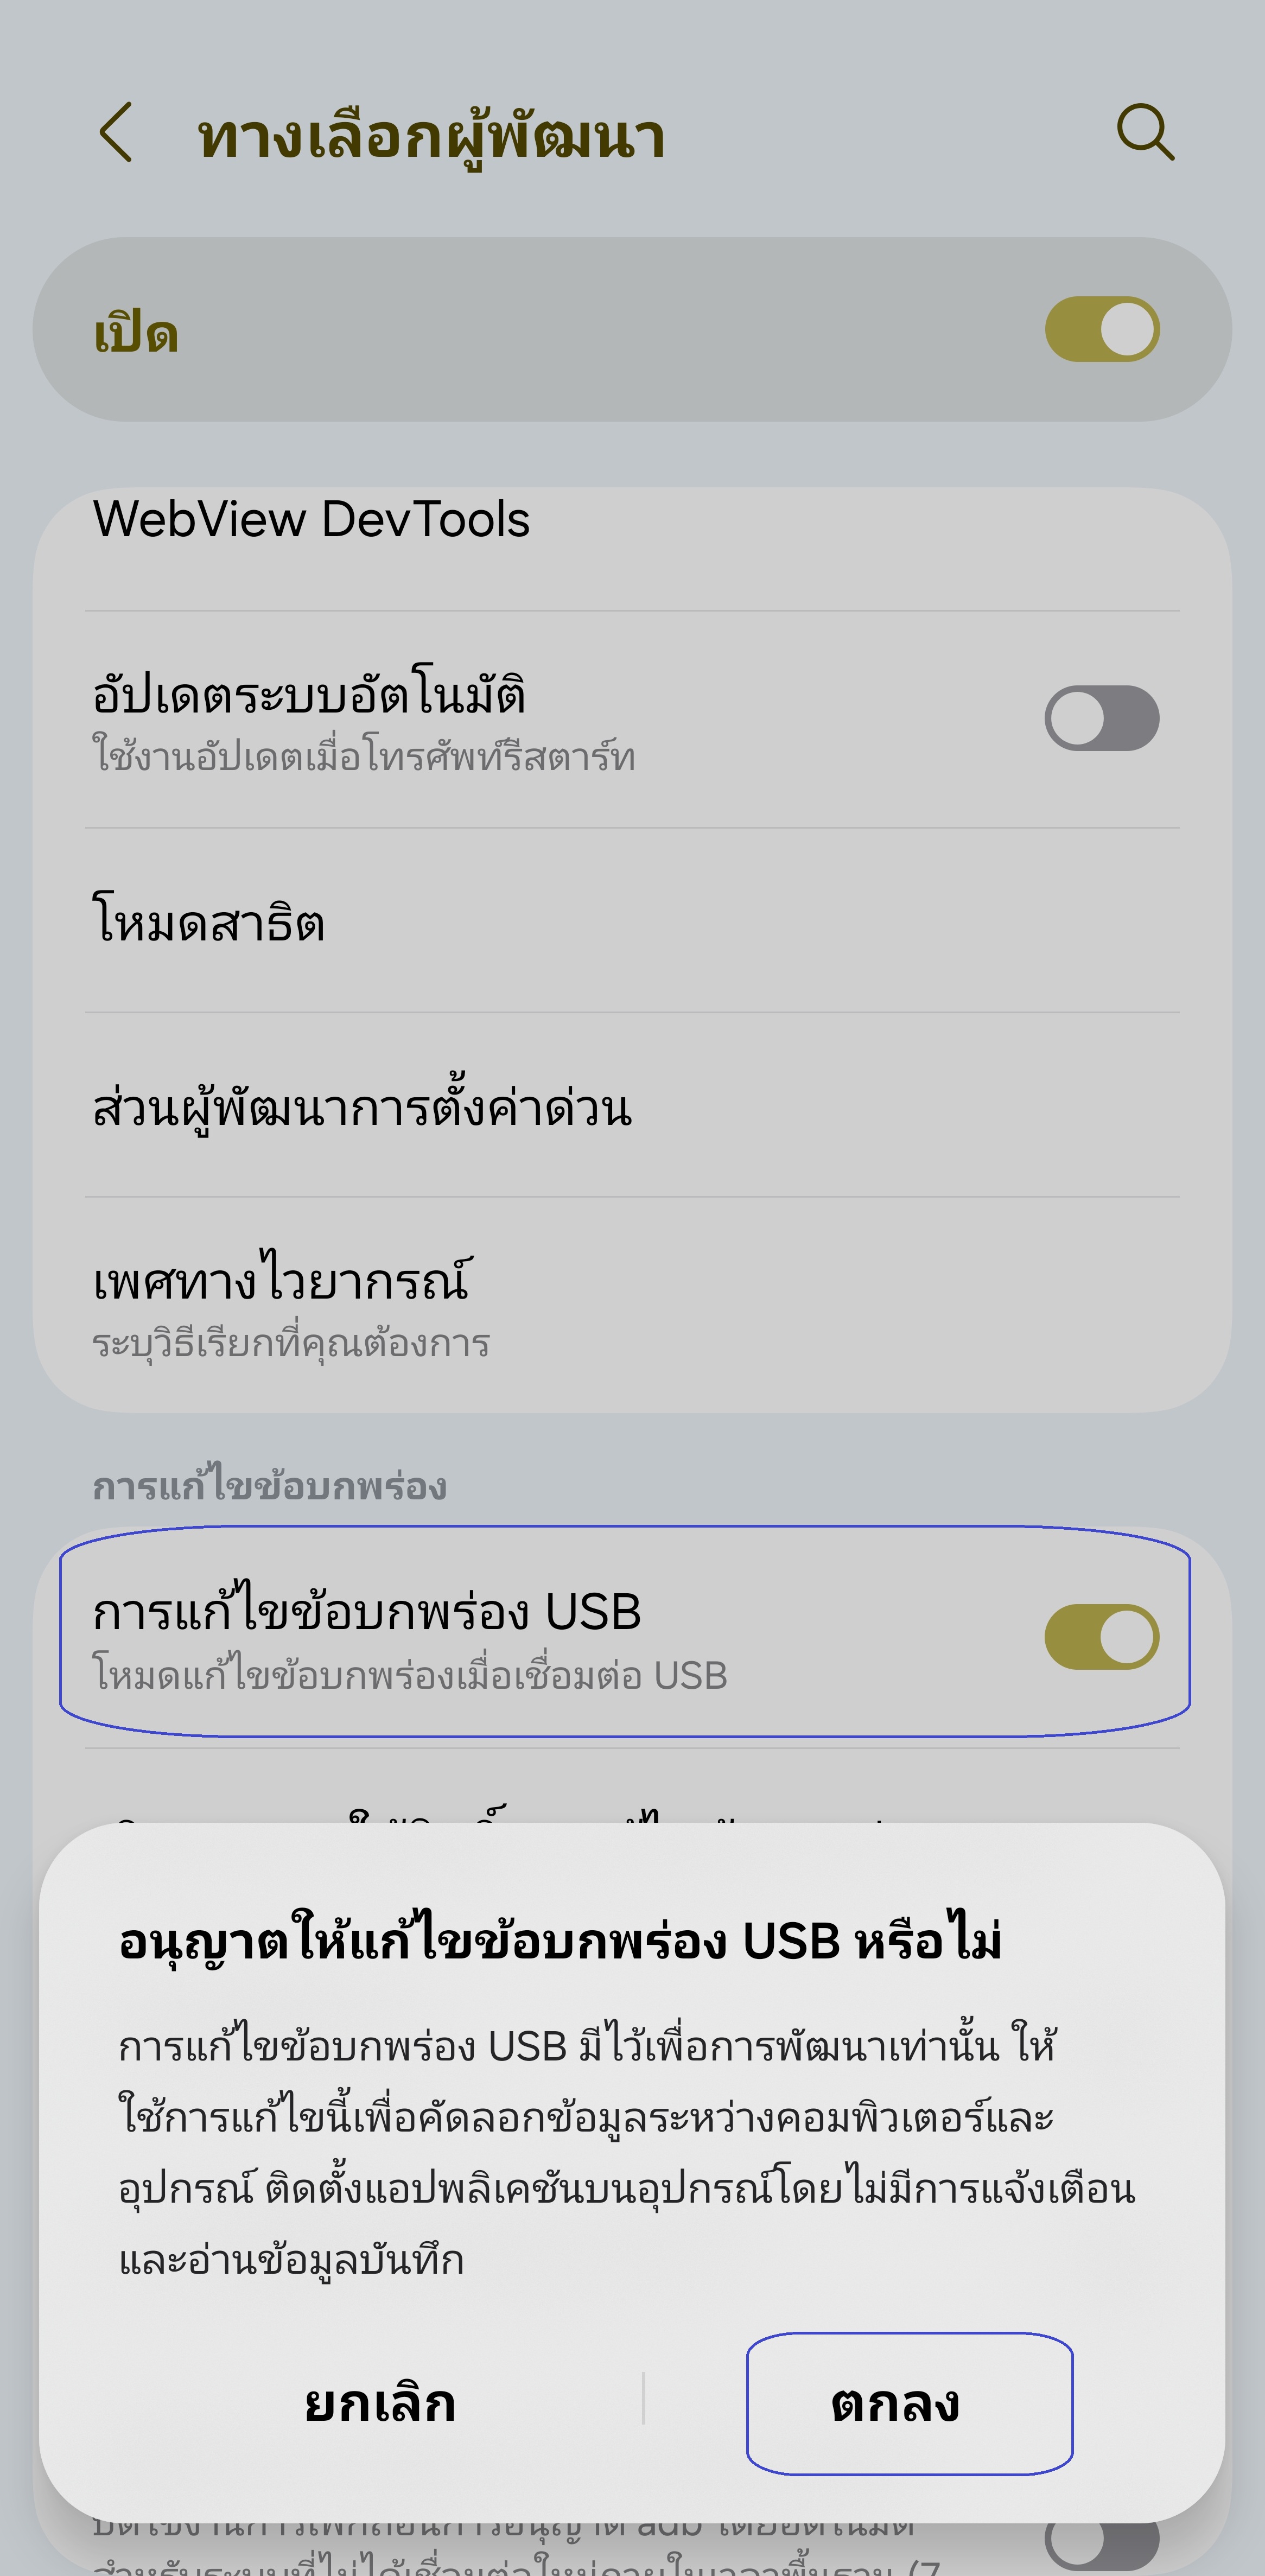 ทางเลือกผู้พัฒนา
เปิด
WebView DevTools
อัปเดตระบบอัตโนมัติ
ใช้งานอัปเดตเมื่อโทรศัพท์รีสตาร์ท
โหมดสาธิต
ส่วนผู้พัฒนาการตั้งค่าด่วน
เพศทางไวยากรณ์
ระบุวิธีเรียกที่คุณต้องการ
การแก้ไขข้อบกพร่อง
การแก้ไขข้อบกพร่อง USB
โหมดแก้ไขข้อบกพร่องเมื่อเชื่อมต่อ USB
อนุญาตให้แก้ไขข้อบกพร่อง USB หรือไม่
การแก้ไขข้อบกพร่อง USB มีไว้เพื่อการพัฒนาเท่านั้น ให้
ใช้การแก้ไขนี้เพื่อคัดลอกข้อมูลระหว่างคอมพิวเตอร์และ
อุปกรณ์ ติดตั้งแอปพลิเคชันบนอุปกรณ์โดยไม่มีการแจ้งเตือน
และอ่านข้อมูลบันทึก
ยกเลิก
ตกลง